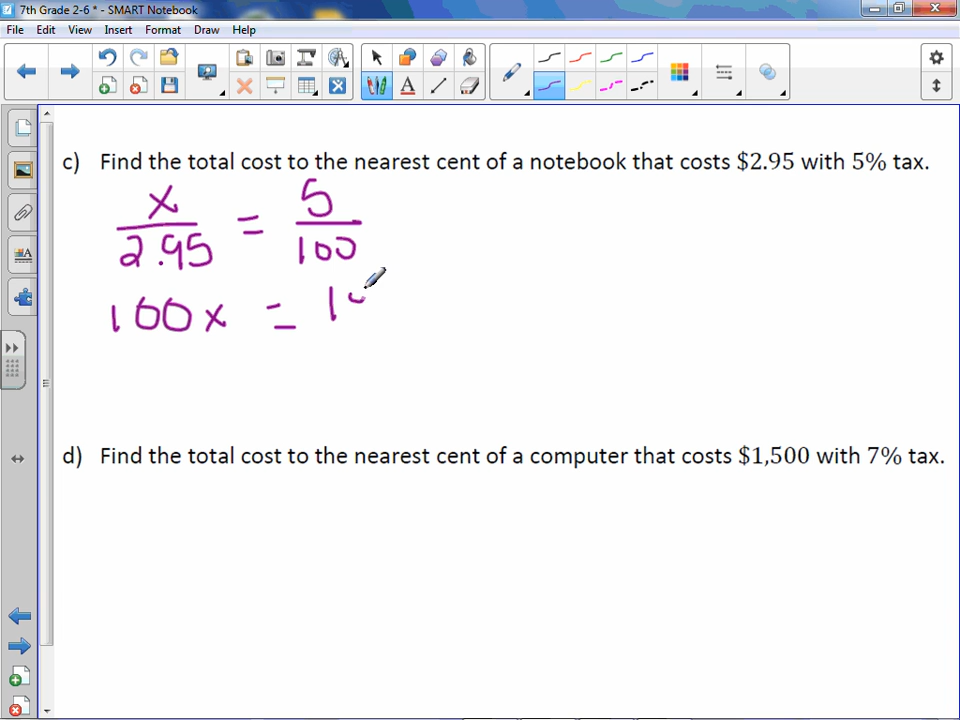 7th Grade 2-6 * - SMART Notebook
File Edit View Insert Format Draw Help
c) Find the total cost to the nearest cent of a notebook that costs $2.95 with 5% tax.
x/2.95 = 5/100
100x = 1
d) Find the total cost to the nearest cent of a computer that costs $1,500 with 7% tax.